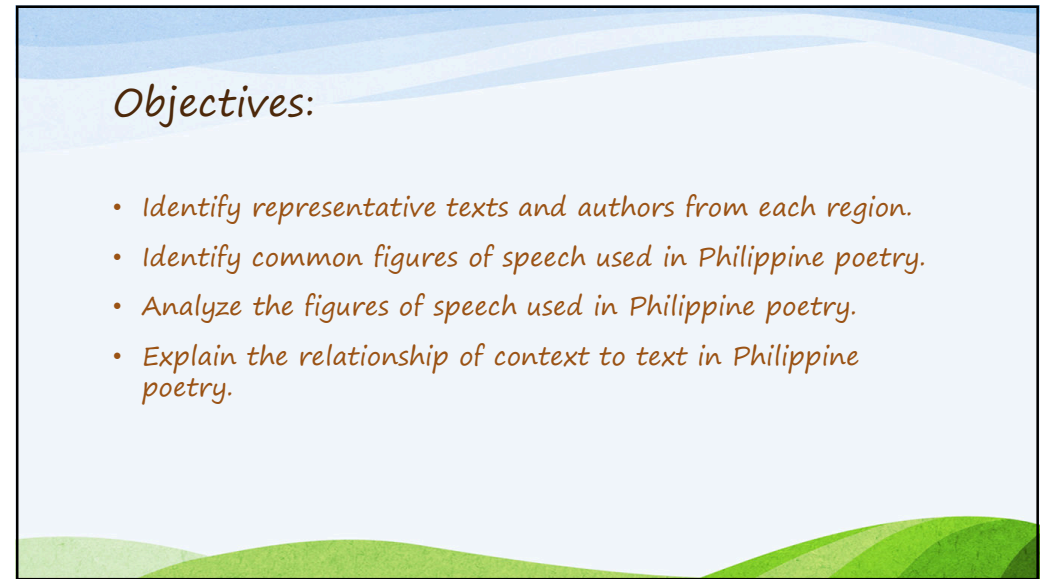 Objectives:
• Identify representative texts and authors from each region.
• Identify common figures of speech used in Philippine poetry.
• Analyze the figures of speech used in Philippine poetry.
• Explain the relationship of context to text in Philippine
poetry.